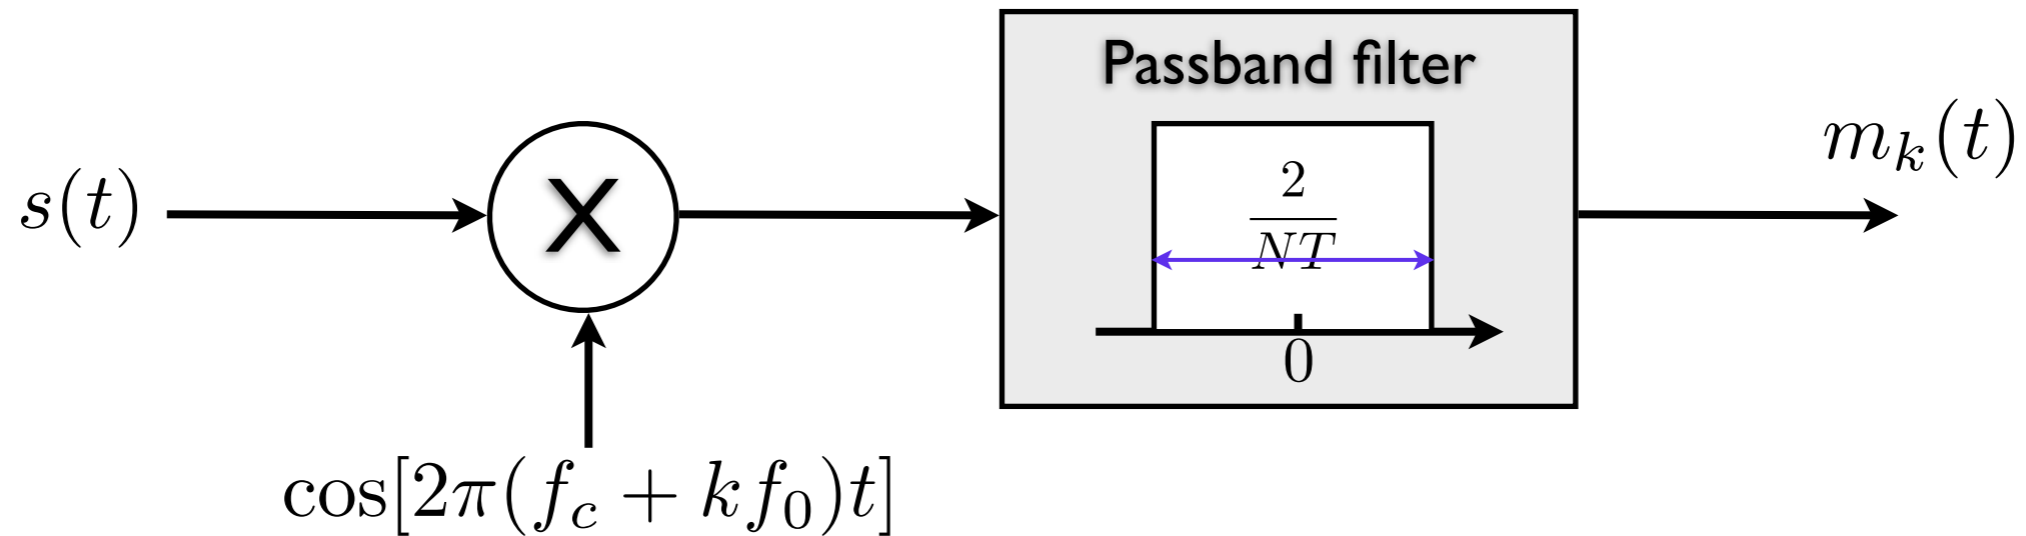 Passband filter
s(t)
X
2
NT
m_k(t)
0
cos[2π(f_c + kf_0)t]